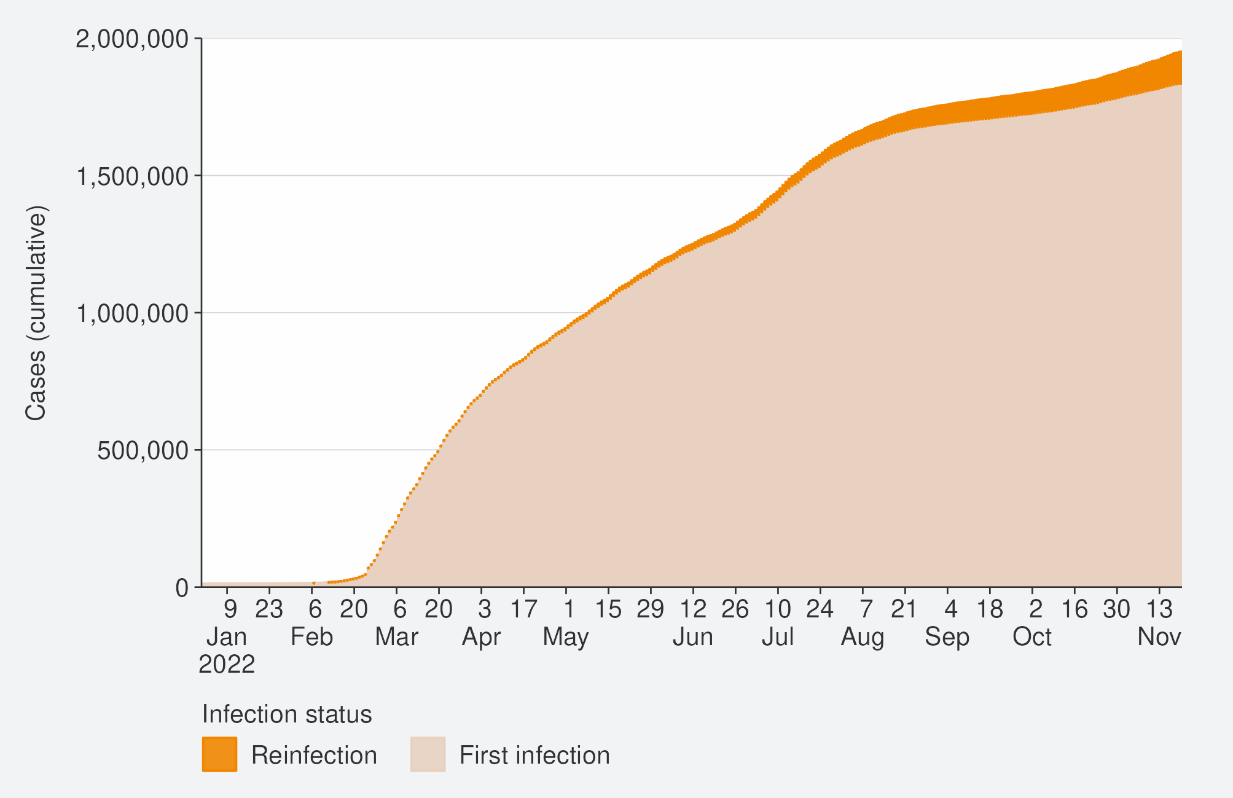 2,000,000
1,500,000
1,000,000
500,000
0
Cases (cumulative)
9 23 6 20 6 20 3 17 1 15 29 12 26 10 24 7 21 4 18 2 16 30 13
Jan Feb Mar Apr May Jun Jul Aug Sep Oct Nov
2022
Infection status
Reinfection First infection